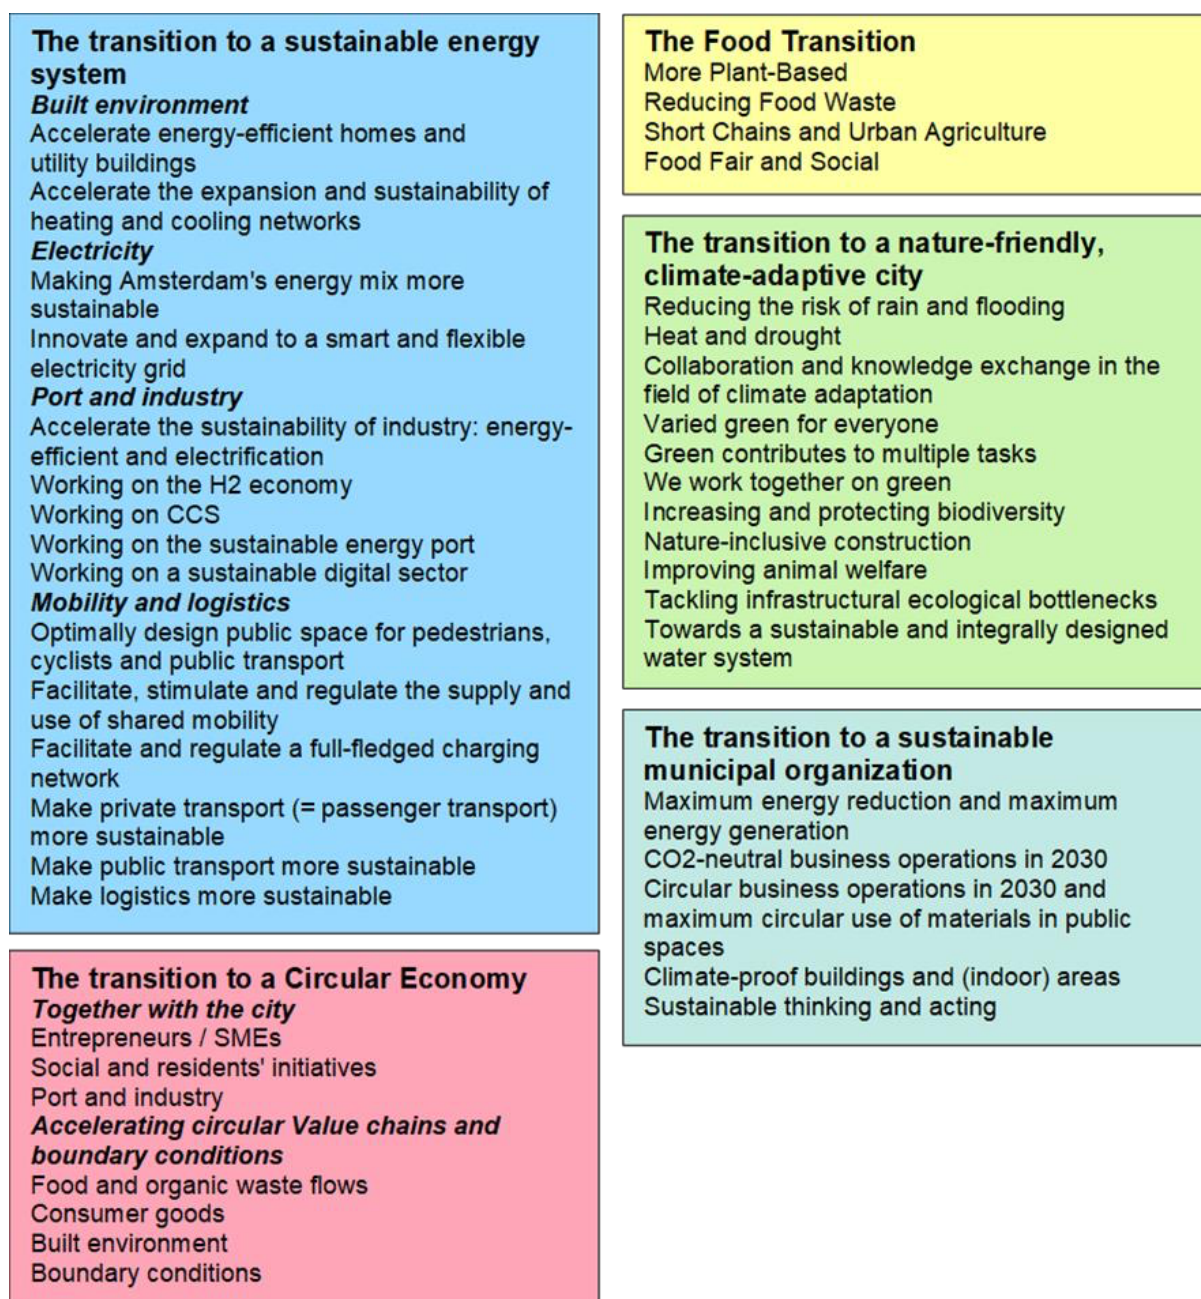 The transition to a sustainable energy
system
Built environment
Accelerate energy-efficient homes and
utility buildings
Accelerate the expansion and sustainability of
heating and cooling networks
Electricity
Making Amsterdam's energy mix more
sustainable
Innovate and expand to a smart and flexible
electricity grid
Port and industry
Accelerate the sustainability of industry: energy-
efficient and electrification
Working on the H2 economy
Working on CCS
Working on the sustainable energy port
Working on a sustainable digital sector
Mobility and logistics
Optimally design public space for pedestrians,
cyclists and public transport
Facilitate, stimulate and regulate the supply and
use of shared mobility
Facilitate and regulate a full-fledged charging
network
Make private transport (= passenger transport)
more sustainable
Make public transport more sustainable
Make logistics more sustainable
The transition to a Circular Economy
Together with the city
Entrepreneurs / SMEs
Social and residents' initiatives
Port and industry
Accelerating circular Value chains and
boundary conditions
Food and organic waste flows
Consumer goods
Built environment
Boundary conditions
The Food Transition
More Plant-Based
Reducing Food Waste
Short Chains and Urban Agriculture
Food Fair and Social
The transition to a nature-friendly,
climate-adaptive city
Reducing the risk of rain and flooding
Heat and drought
Collaboration and knowledge exchange in the
field of climate adaptation
Varied green for everyone
Green contributes to multiple tasks
We work together on green
Increasing and protecting biodiversity
Nature-inclusive construction
Improving animal welfare
Tackling infrastructural ecological bottlenecks
Towards a sustainable and integrally designed
water system
The transition to a sustainable
municipal organization
Maximum energy reduction and maximum
energy generation
CO2-neutral business operations in 2030
Circular business operations in 2030 and
maximum circular use of materials in public
spaces
Climate-proof buildings and (indoor) areas
Sustainable thinking and acting